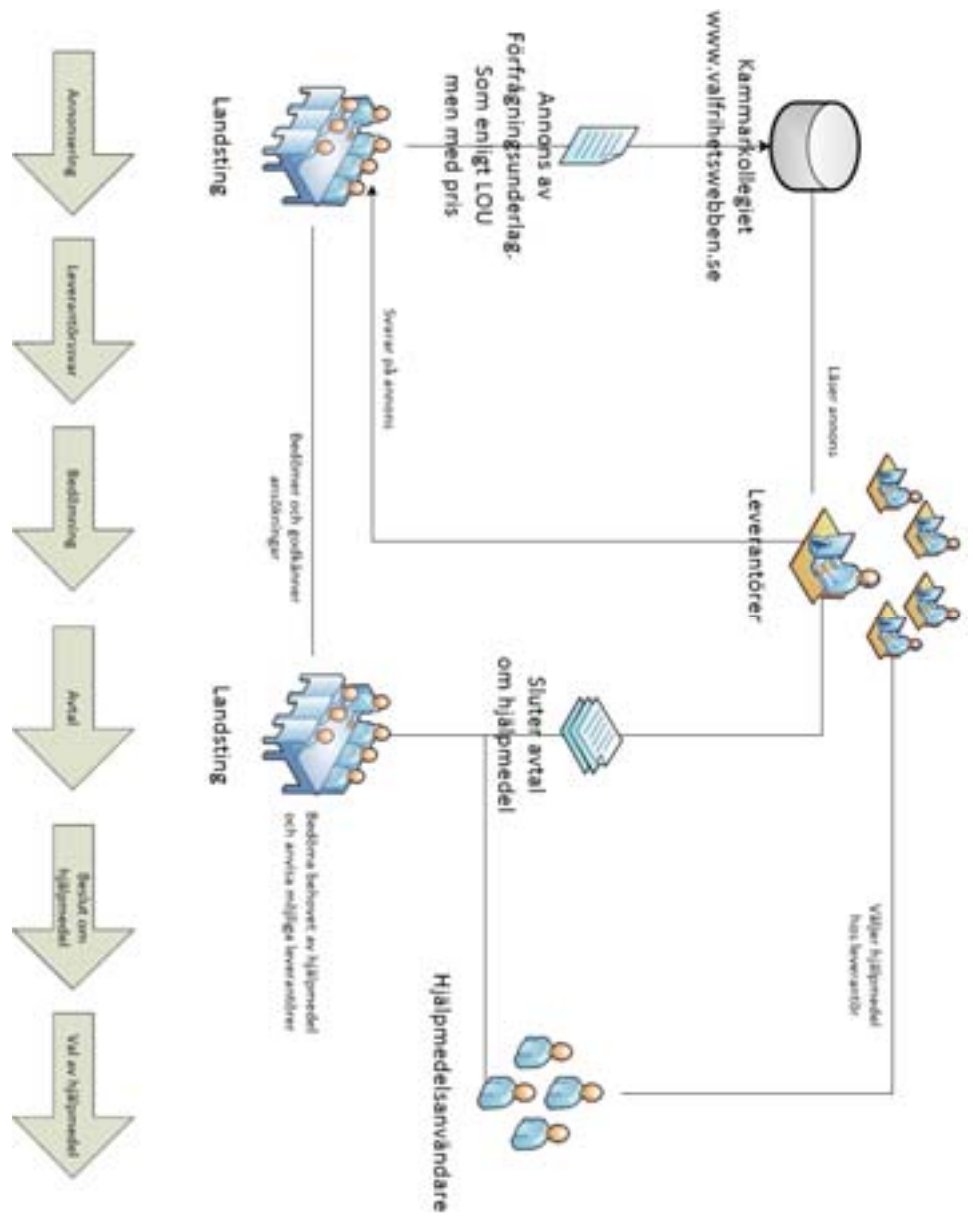 Kammarkollegiet
www.valfrihetswebben.se
Läser annons
Leverantörer
Väljer hjälpmedel
hos leverantör
Annons av
Förfrågningsunderlag.
Som enligt LOU
men med pris
Svarar på annons
Sluter avtal
om hjälpmedel
Hjälpmedelsanvändare
Landsting
Bedömer och godkänner
ansökningar
Landsting
Bedöma behovet av hjälpmedel
och anvisa möjliga leverantörer
Annonsering
Leverantörssvar
Bedömning
Avtal
Beslut om
hjälpmedel
Val av hjälpmedel